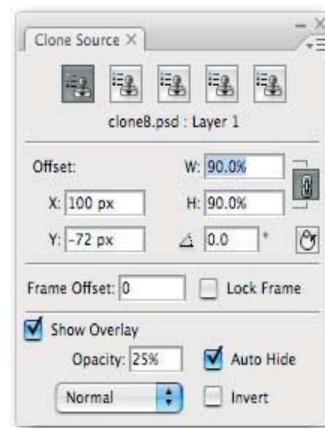 Clone Source
clone8.psd : Layer 1
Offset: W: 90.0%
X: 100 px H: 90.0%
Y: -72 px 0.0 °
Frame Offset: 0 Lock Frame
Show Overlay
Opacity: 25% Auto Hide
Normal Invert